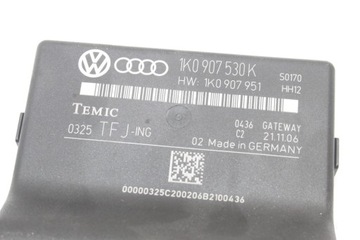 1K0 907 530 K
S0170
HW: 1K0 907 951
HH12
TEMIC
0436 GATEWAY
0325 TFJ-ING
C2 21.11.06
02 Made in GERMANY
00000325C200206B2100436